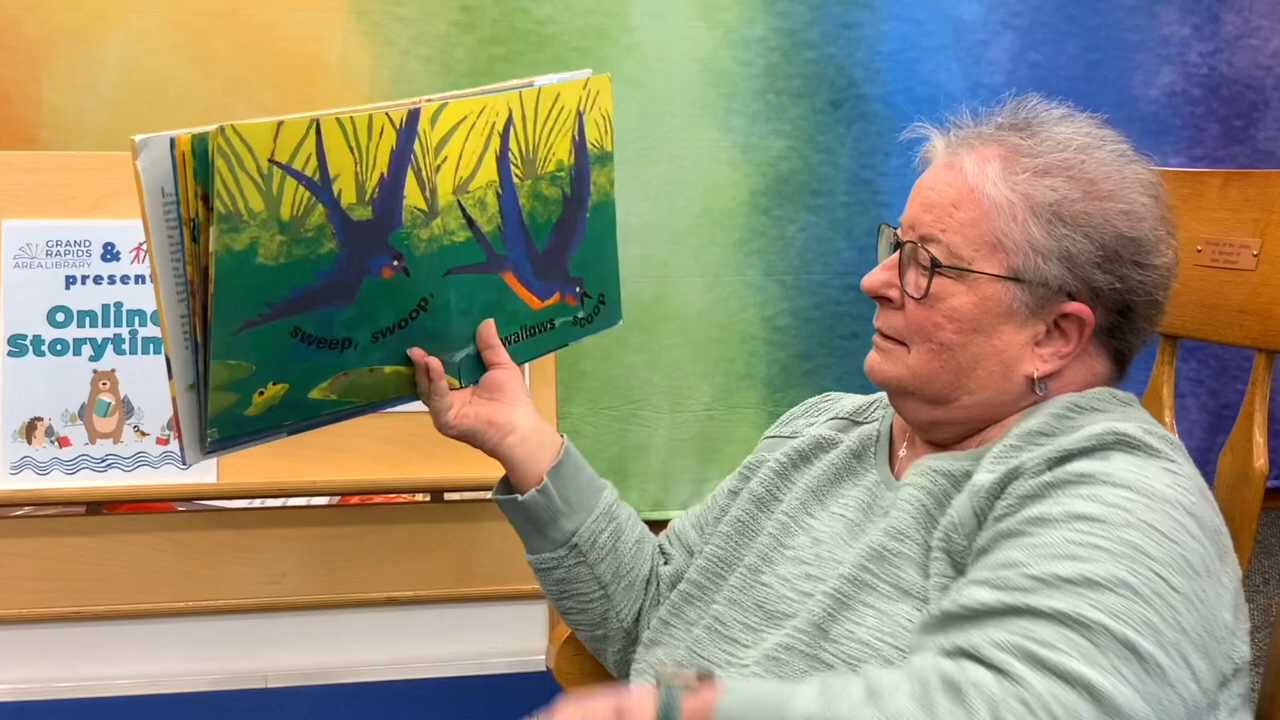 GRAND
RAPIDS
AREA LIBRARY
&
present
Online
Storytim
sweep, swoop,
wallows scoop